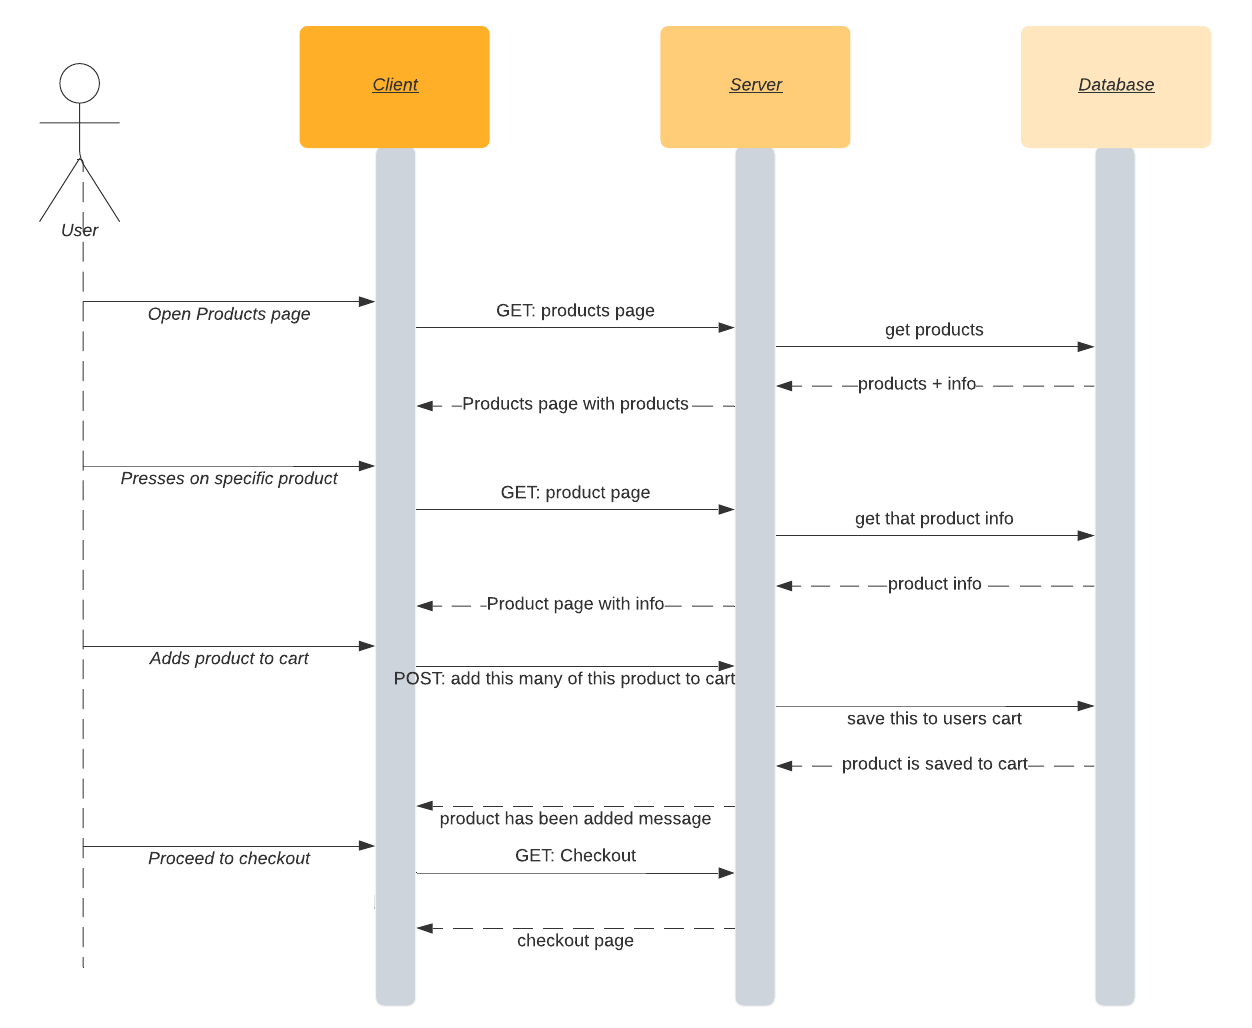 Client
Server
Database
User
Open Products page
GET: products page
get products
products + info
Products page with products
Presses on specific product
GET: product page
get that product info
product info
Product page with info
Adds product to cart
POST: add this many of this product to cart
save this to users cart
product is saved to cart
product has been added message
Proceed to checkout
GET: Checkout
checkout page